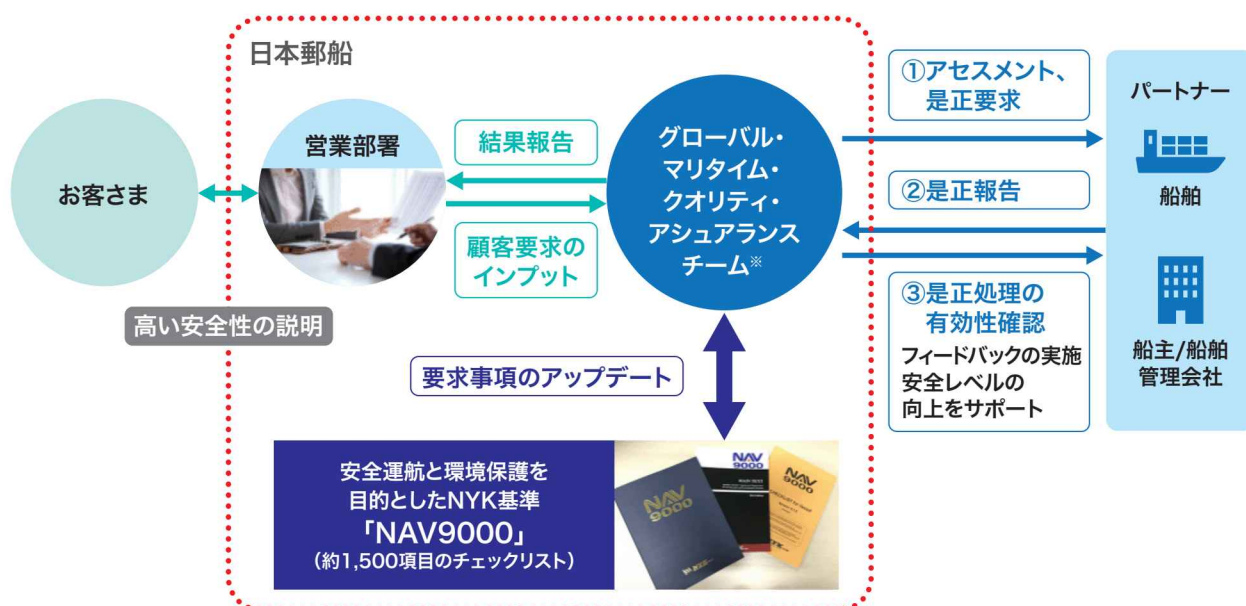 日本郵船
お客さま
営業部署
結果報告
顧客要求の
インプット
グローバル・
マリタイム・
クオリティ・
アシュアランス
チーム※
①アセスメント、
是正要求
②是正報告
③是正処理の
有効性確認
フィードバックの実施
安全レベルの
向上をサポート
パートナー
船舶
船主/船舶
管理会社
高い安全性の説明
要求事項のアップデート
安全運航と環境保護を
目的としたNYK基準
「NAV9000」
（約1,500項目のチェックリスト）
NAV
9000
NAV
9000
NAV
9000